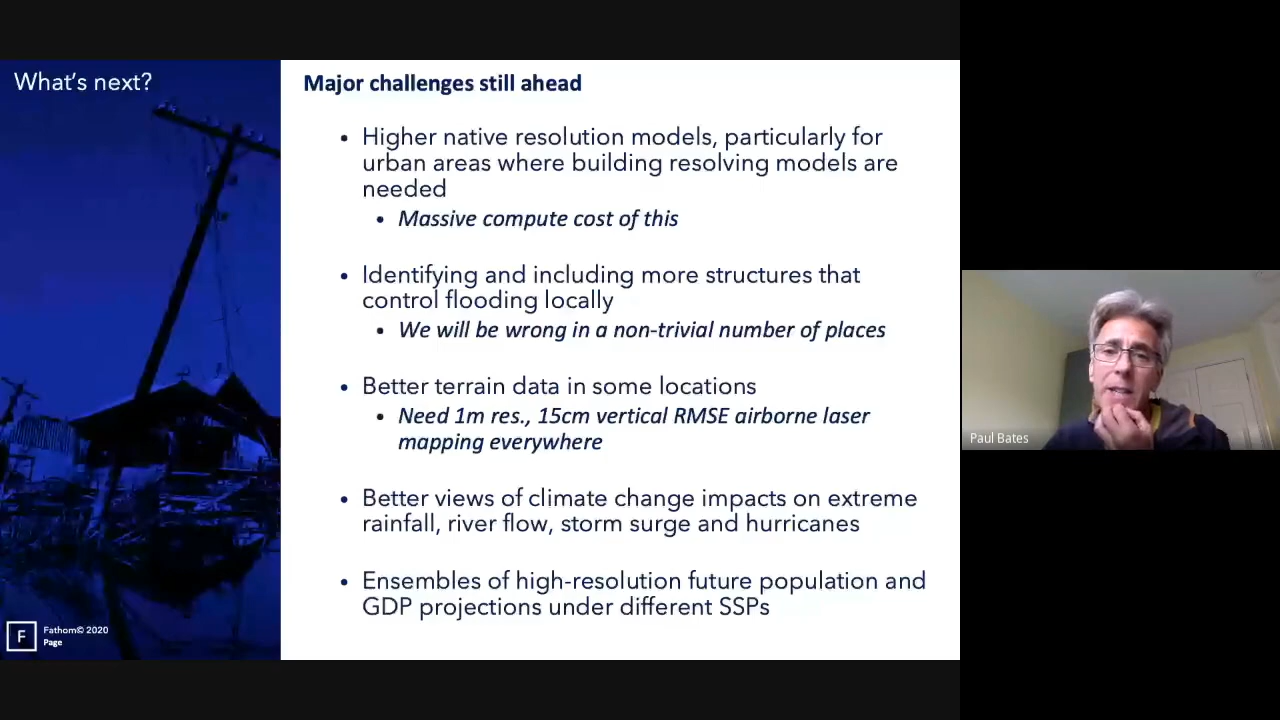 What's next?
Major challenges still ahead
• Higher native resolution models, particularly for
urban areas where building resolving models are
needed
• Massive compute cost of this
• Identifying and including more structures that
control flooding locally
• We will be wrong in a non-trivial number of places
• Better terrain data in some locations
• Need 1m res., 15cm vertical RMSE airborne laser
mapping everywhere
• Better views of climate change impacts on extreme
rainfall, river flow, storm surge and hurricanes
• Ensembles of high-resolution future population and
GDP projections under different SSPs
F
Fathom© 2020
Page
Paul Bates